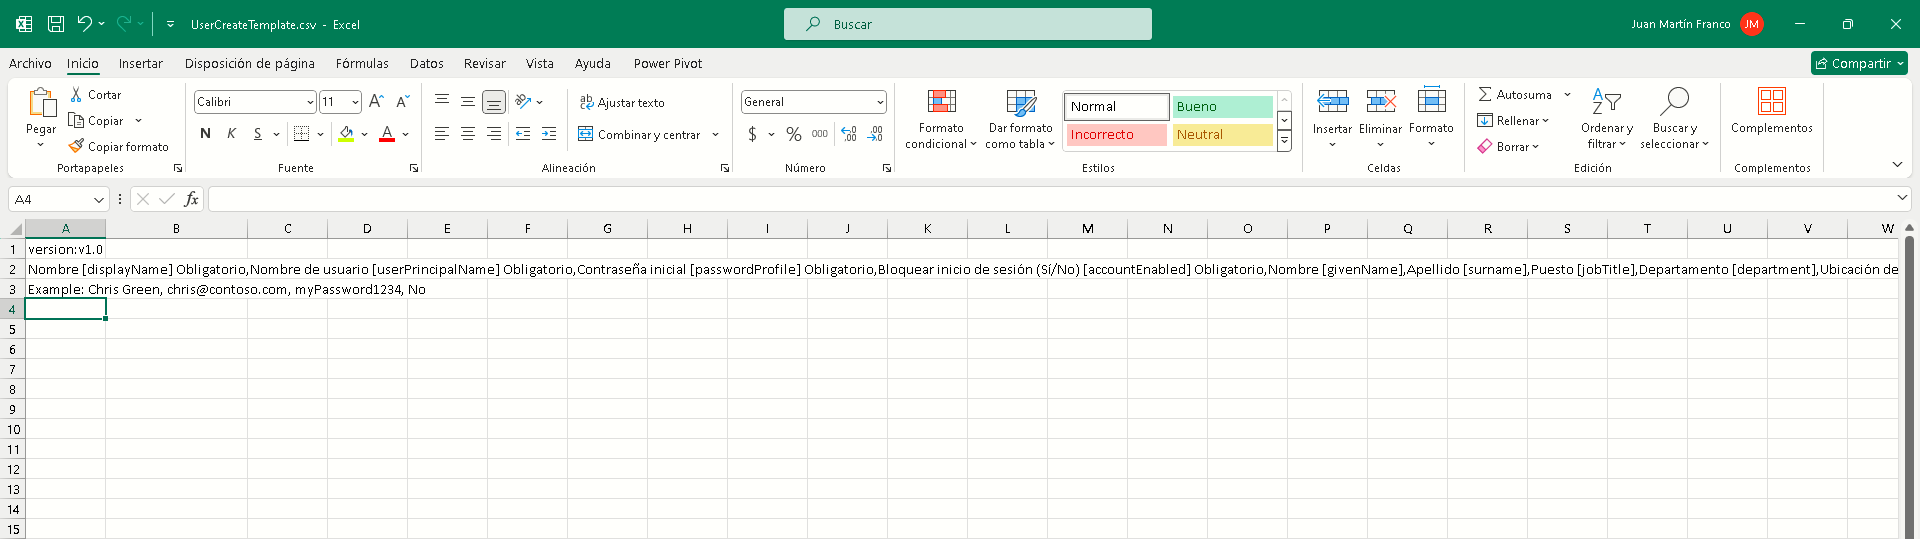 UserCreateTemplate.csv - Excel
Buscar
Juan Martín Franco
JM
Archivo
Inicio
Insertar
Disposición de página
Fórmulas
Datos
Revisar
Vista
Ayuda
Power Pivot
Compartir
Pegar
Cortar
Copiar
Copiar formato
Portapapeles
Calibri
11
A A
N K S
A
Fuente
Ajustar texto
Combinar y centrar
Alineación
General
$ % 000
Número
Formato condicional
Dar formato como tabla
Normal
Bueno
Incorrecto
Neutral
Estilos
Insertar
Eliminar
Formato
Celdas
Autosuma
Rellenar
Borrar
Ordenar y filtrar
Buscar y seleccionar
Edición
Complementos
Complementos
A4
fx
A B C D E F G H I J K L M N O P Q R S T U V W
1 version:v1.0
2 Nombre [displayName] Obligatorio,Nombre de usuario [userPrincipalName] Obligatorio,Contraseña inicial [passwordProfile] Obligatorio,Bloquear inicio de sesión (Sí/No) [accountEnabled] Obligatorio,Nombre [givenName],Apellido [surname],Puesto [jobTitle],Departamento [department],Ubicación de
3 Example: Chris Green, chris@contoso.com, myPassword1234, No
4
5
6
7
8
9
10
11
12
13
14
15